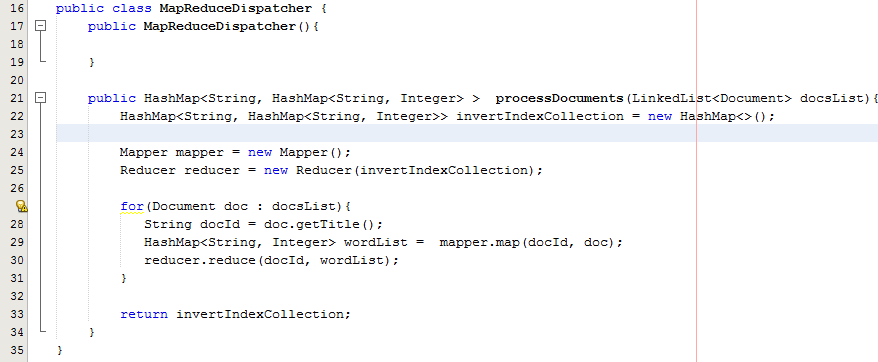 16 public class MapReduceDispatcher {
17     public MapReduceDispatcher(){
18
19     }
20
21     public HashMap<String, HashMap<String, Integer> >  processDocuments(LinkedList<Document> docsList){
22         HashMap<String, HashMap<String, Integer>> invertIndexCollection = new HashMap<>();
23
24         Mapper mapper = new Mapper();
25         Reducer reducer = new Reducer(invertIndexCollection);
26
        for(Document doc : docsList){
28            String docId = doc.getTitle();
29            HashMap<String, Integer> wordList =  mapper.map(docId, doc);
30            reducer.reduce(docId, wordList);
31         }
32
33         return invertIndexCollection;
34     }
35 }